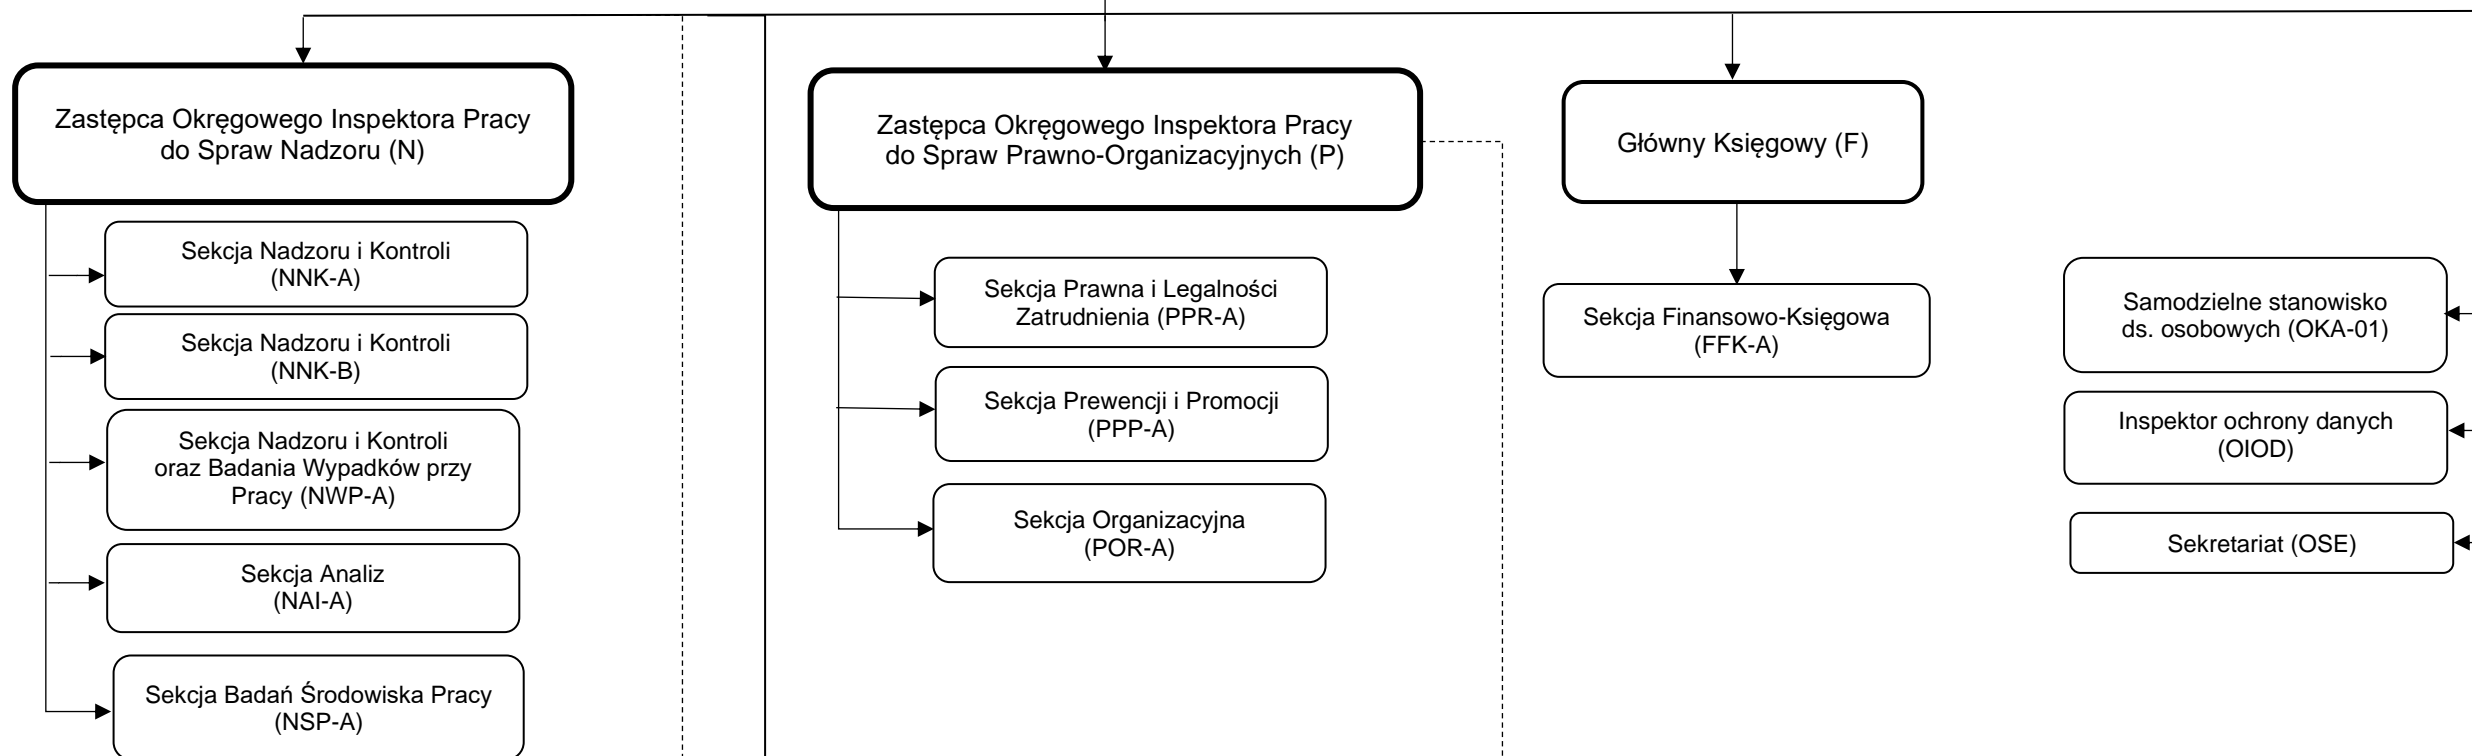 Zastępca Okręgowego Inspektora Pracy
do Spraw Nadzoru (N)
Sekcja Nadzoru i Kontroli
(NNK-A)
Sekcja Nadzoru i Kontroli
(NNK-B)
Sekcja Nadzoru i Kontroli
oraz Badania Wypadków przy
Pracy (NWP-A)
Sekcja Analiz
(NAI-A)
Sekcja Badań Środowiska Pracy
(NSP-A)
Zastępca Okręgowego Inspektora Pracy
do Spraw Prawno-Organizacyjnych (P)
Sekcja Prawna i Legalności
Zatrudnienia (PPR-A)
Sekcja Prewencji i Promocji
(PPP-A)
Sekcja Organizacyjna
(POR-A)
Główny Księgowy (F)
Sekcja Finansowo-Księgowa
(FFK-A)
Samodzielne stanowisko
ds. osobowych (OKA-01)
Inspektor ochrony danych
(OIOD)
Sekretariat (OSE)